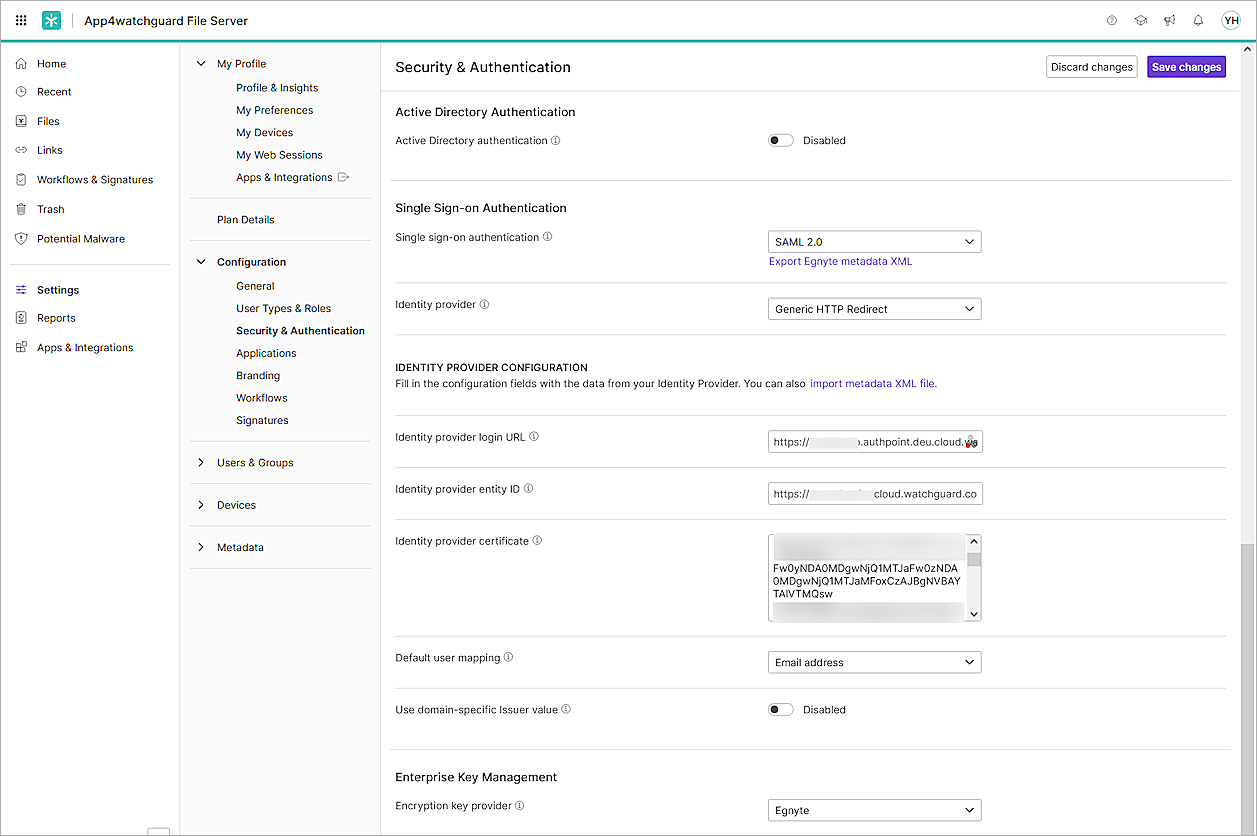 App4watchguard File Server
YH
Home
Recent
Files
Links
Workflows & Signatures
Trash
Potential Malware
Settings
Reports
Apps & Integrations
My Profile
Profile & Insights
My Preferences
My Devices
My Web Sessions
Apps & Integrations
Plan Details
Configuration
General
User Types & Roles
Security & Authentication
Applications
Branding
Workflows
Signatures
Users & Groups
Devices
Metadata
Security & Authentication
Discard changes
Save changes
Active Directory Authentication
Active Directory authentication
Disabled
Single Sign-on Authentication
Single sign-on authentication
SAML 2.0
Export Egnyte metadata XML
Identity provider
Generic HTTP Redirect
IDENTITY PROVIDER CONFIGURATION
Fill in the configuration fields with the data from your Identity Provider. You can also import metadata XML file.
Identity provider login URL
https:// .authpoint.deu.cloud.
Identity provider entity ID
https:// cloud.watchguard.co
Identity provider certificate
Fw0yNDA0MDgwNjQ1MTJaFw0zNDA
0MDgwNjQ1MTJaMFoxCzAJBgNVBAY
TAlVTMQsw
Default user mapping
Email address
Use domain-specific Issuer value
Disabled
Enterprise Key Management
Encryption key provider
Egnyte